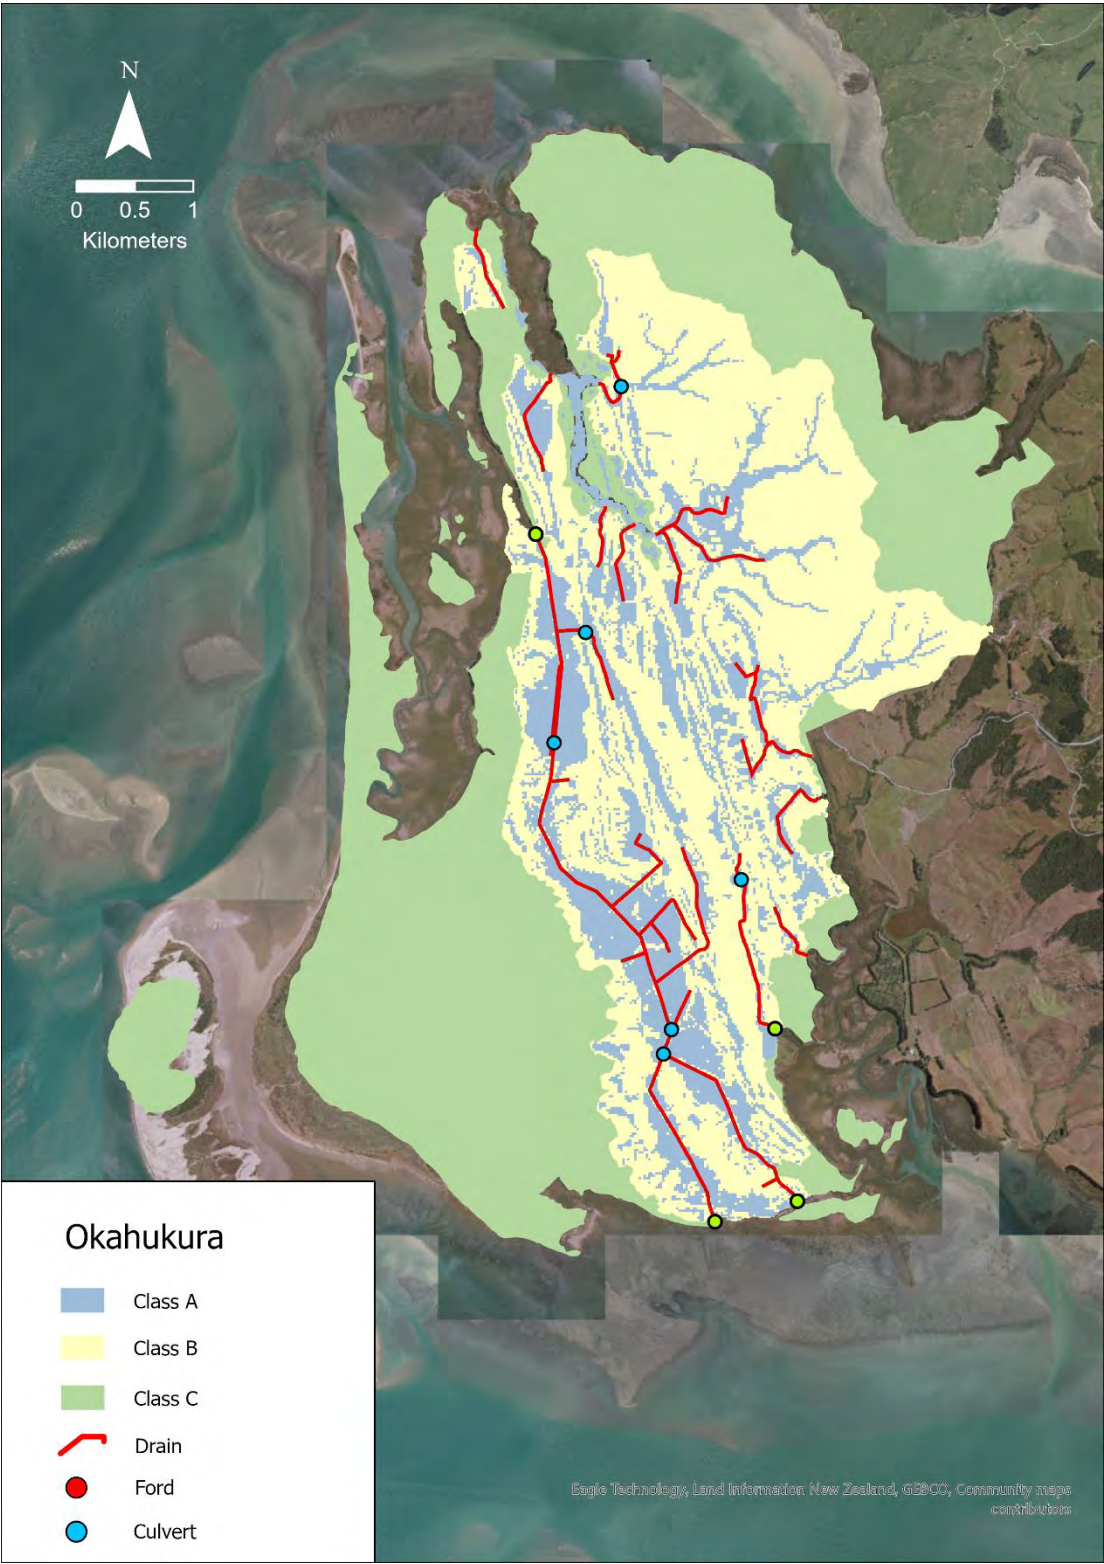 N
0 0.5 1
Kilometers
Okahukura
Class A
Class B
Class C
Drain
Ford
Culvert
Eagle Technology, Land Information New Zealand, GEBCO, Community maps
contributors